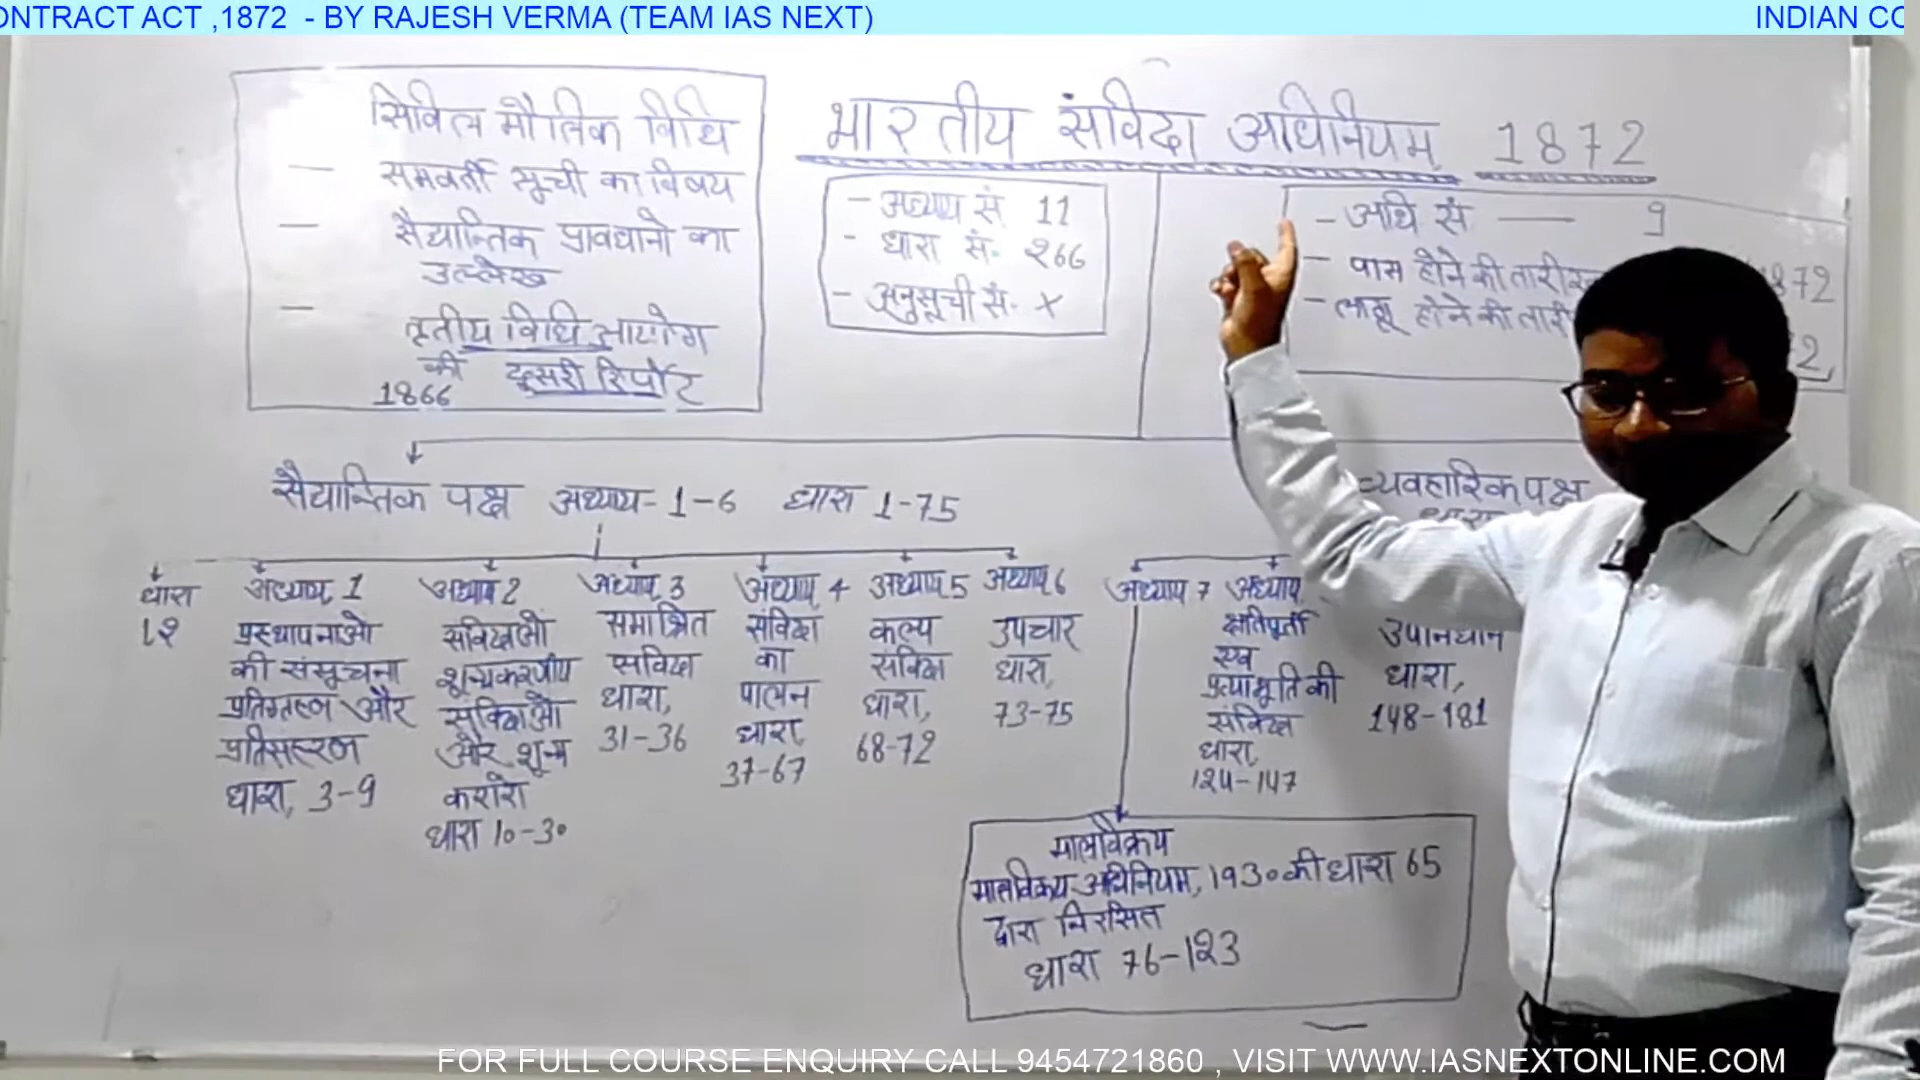 ONTRACT ACT ,1872 - BY RAJESH VERMA (TEAM IAS NEXT)
INDIAN CO
सिविल मौलिक विधि
— समवर्ती सूची का विषय
— सैद्यान्तिक प्रावधानो का
उल्लेख
— तृतीय विधि आयोग
की दूसरी रिर्पोट
1866
भारतीय संविदा अधिनियम 1872
- अध्याय सं 11
- धारा सं. 266
- अनुसूची सं. x
- अधि सं — 9
- पास होने की तारीख
1872
- लागू होने की तारी
2,
सैद्यान्तिक पक्ष अध्याय - 1-6 धारा 1-75
व्यवहारिक पक्ष
धारा
धारा
1,2
अध्याय 1
प्रस्थापनाओ
की संसूचना
प्रतिग्रहण और
प्रतिसंहरण
धारा, 3-9
अध्याय 2
संविदाओ
शून्यकरणीय
संविदाओ
और शून्य
करारो
धारा 10-30
अध्याय 3
समाश्रित
संविदा
धारा,
31-36
अध्याय 4
संविदा
का
पालन
धारा,
37-67
अध्याय 5
कल्प
संविदा
धारा,
68-72
अध्याय 6
उपचार
धारा,
73-75
अध्याय 7
अध्याय
क्षतिपूर्ती
एवं
प्रत्याभूति की
संविदा
धारा,
124-147
उपनिधान
धारा,
148-181
मालविक्रय
मालविक्रय अधिनियम, 1930 की धारा 65
द्वारा निरसित
धारा 76-123
FOR FULL COURSE ENQUIRY CALL 9454721860 , VISIT WWW.IASNEXTONLINE.COM